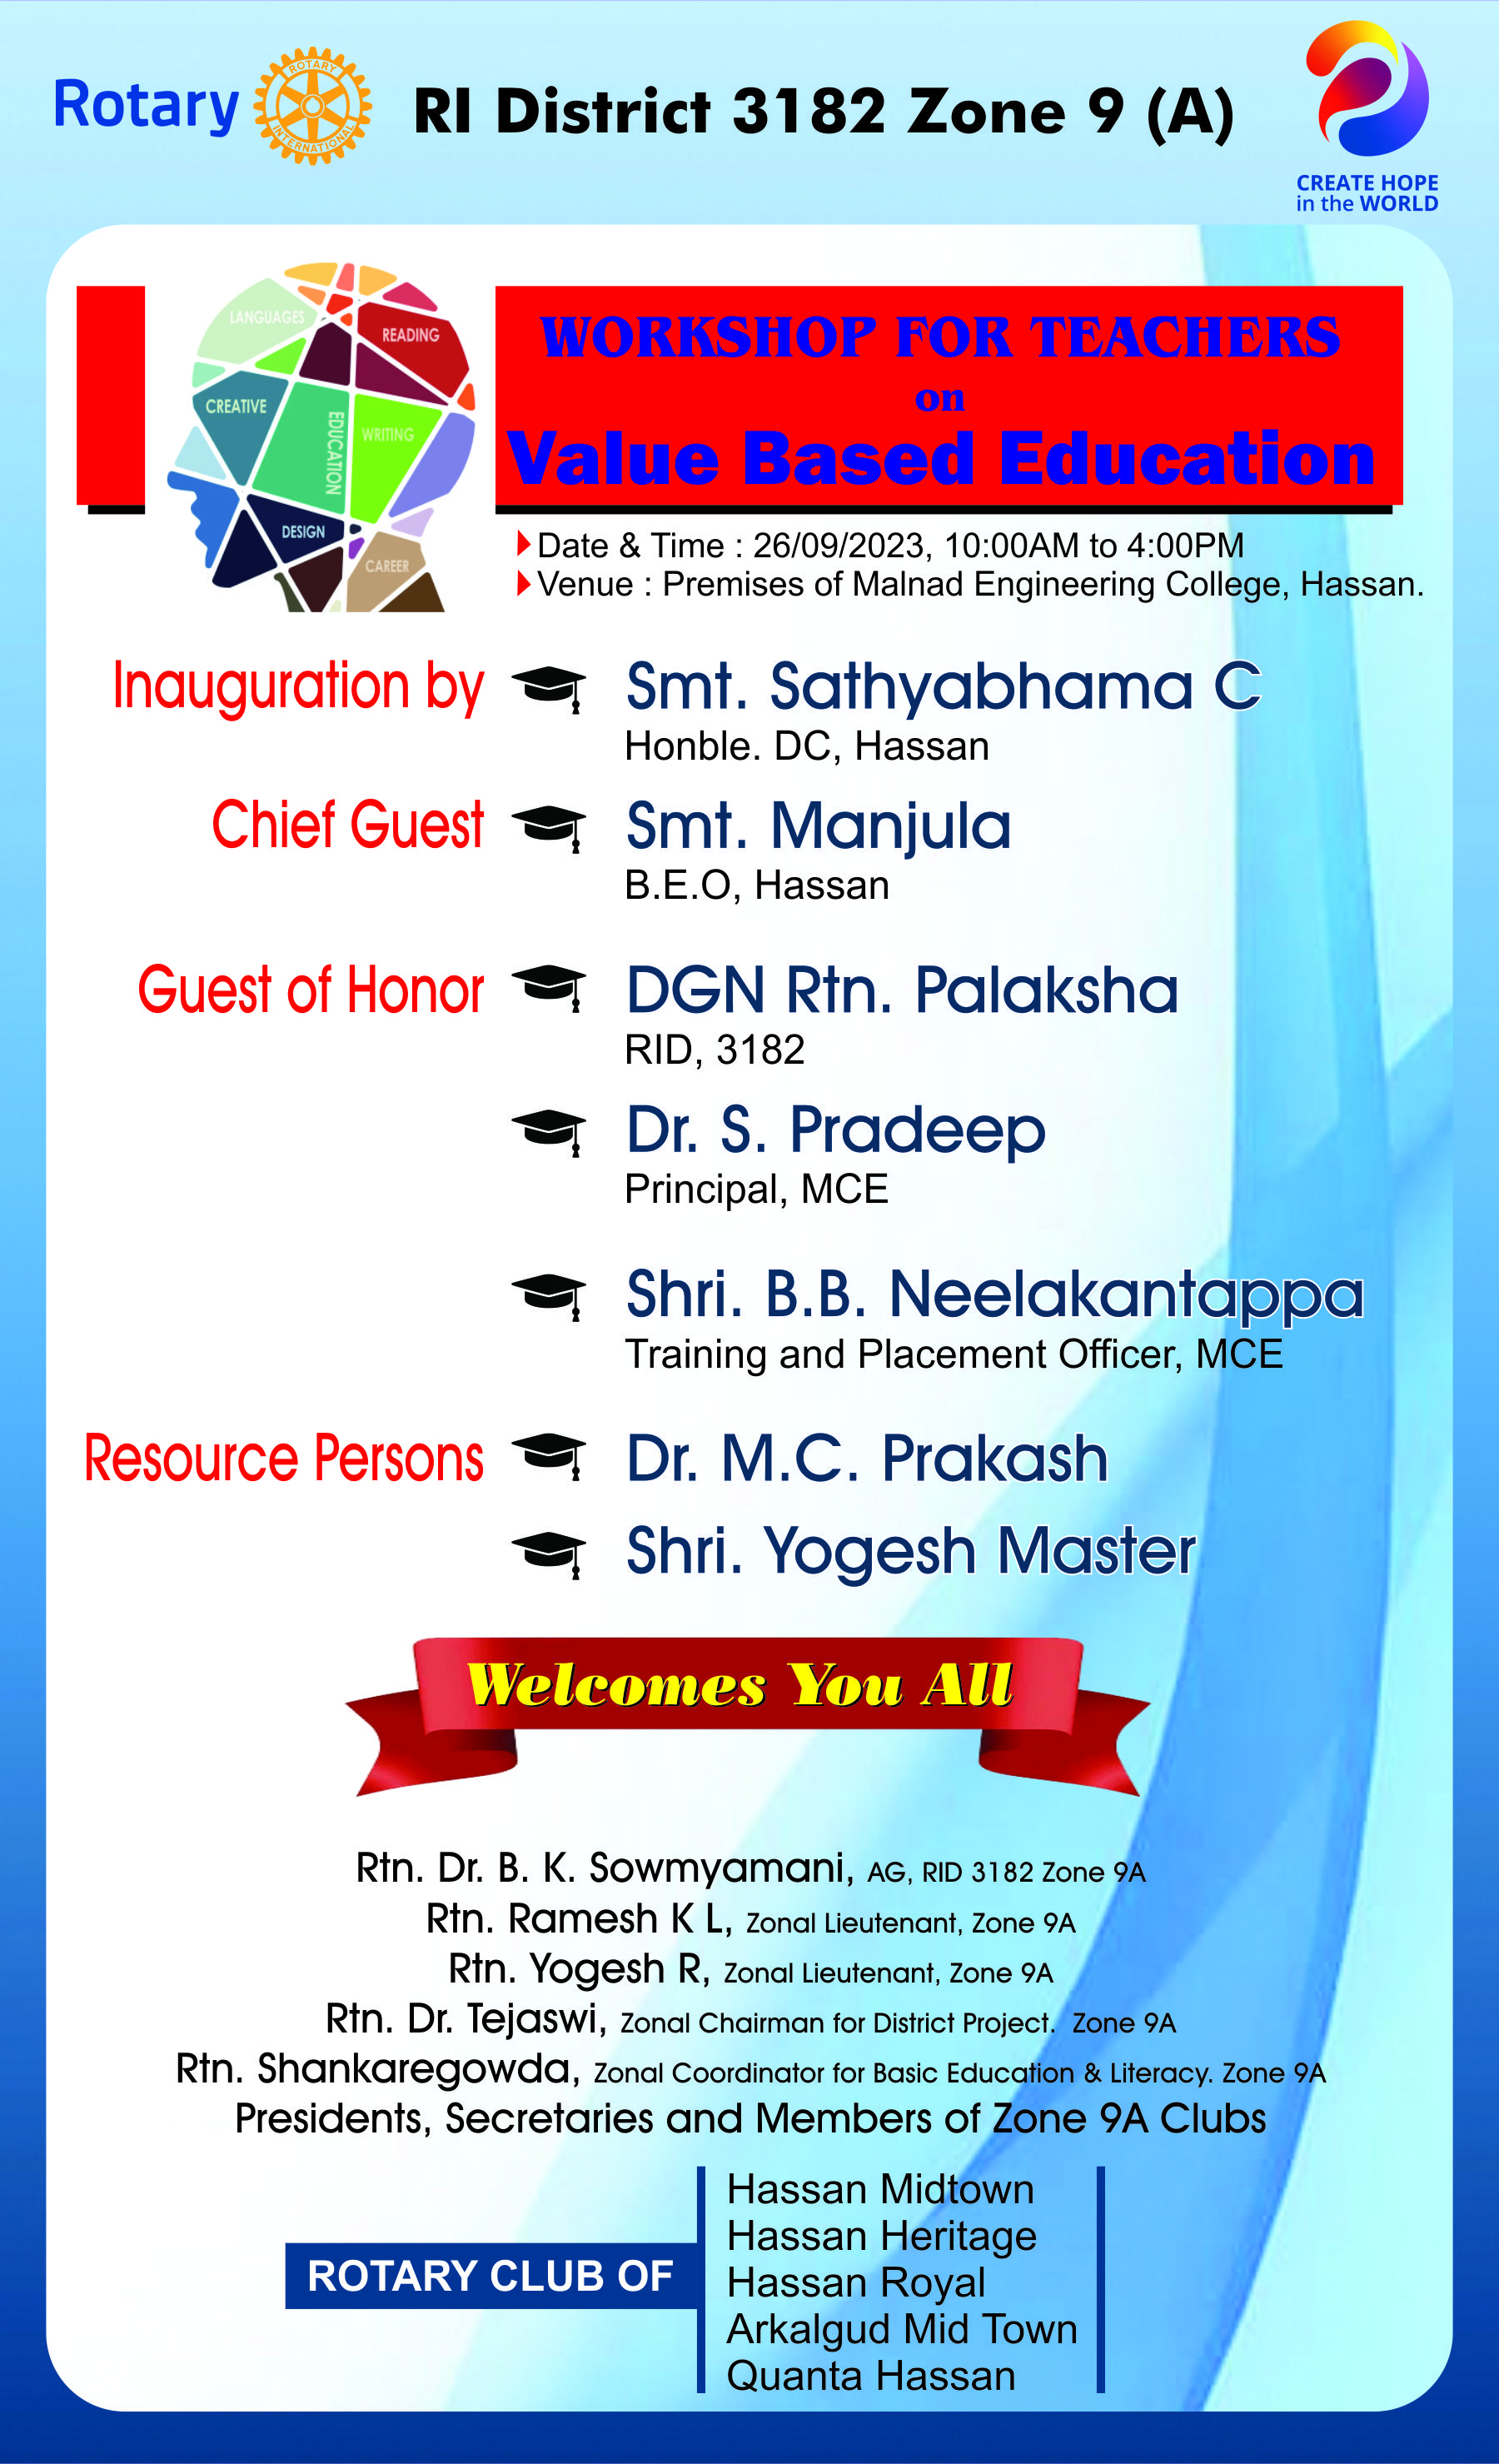 Rotary
ROTARY
INTERNATIONAL
RI District 3182 Zone 9 (A)
CREATE HOPE
in the WORLD
LANGUAGES
READING
CREATIVE
EDUCATION
WRITING
DESIGN
CAREER
WORKSHOP FOR TEACHERS
on
Value Based Education
Date & Time : 26/09/2023, 10:00AM to 4:00PM
Venue : Premises of Malnad Engineering College, Hassan.
Inauguration by Smt. Sathyabhama C
Honble. DC, Hassan
Chief Guest Smt. Manjula
B.E.O, Hassan
Guest of Honor DGN Rtn. Palaksha
RID, 3182
Dr. S. Pradeep
Principal, MCE
Shri. B.B. Neelakantappa
Training and Placement Officer, MCE
Resource Persons Dr. M.C. Prakash
Shri. Yogesh Master
Welcomes You All
Rtn. Dr. B. K. Sowmyamani, AG, RID 3182 Zone 9A
Rtn. Ramesh K L, Zonal Lieutenant, Zone 9A
Rtn. Yogesh R, Zonal Lieutenant, Zone 9A
Rtn. Dr. Tejaswi, Zonal Chairman for District Project. Zone 9A
Rtn. Shankaregowda, Zonal Coordinator for Basic Education & Literacy. Zone 9A
Presidents, Secretaries and Members of Zone 9A Clubs
ROTARY CLUB OF
Hassan Midtown
Hassan Heritage
Hassan Royal
Arkalgud Mid Town
Quanta Hassan